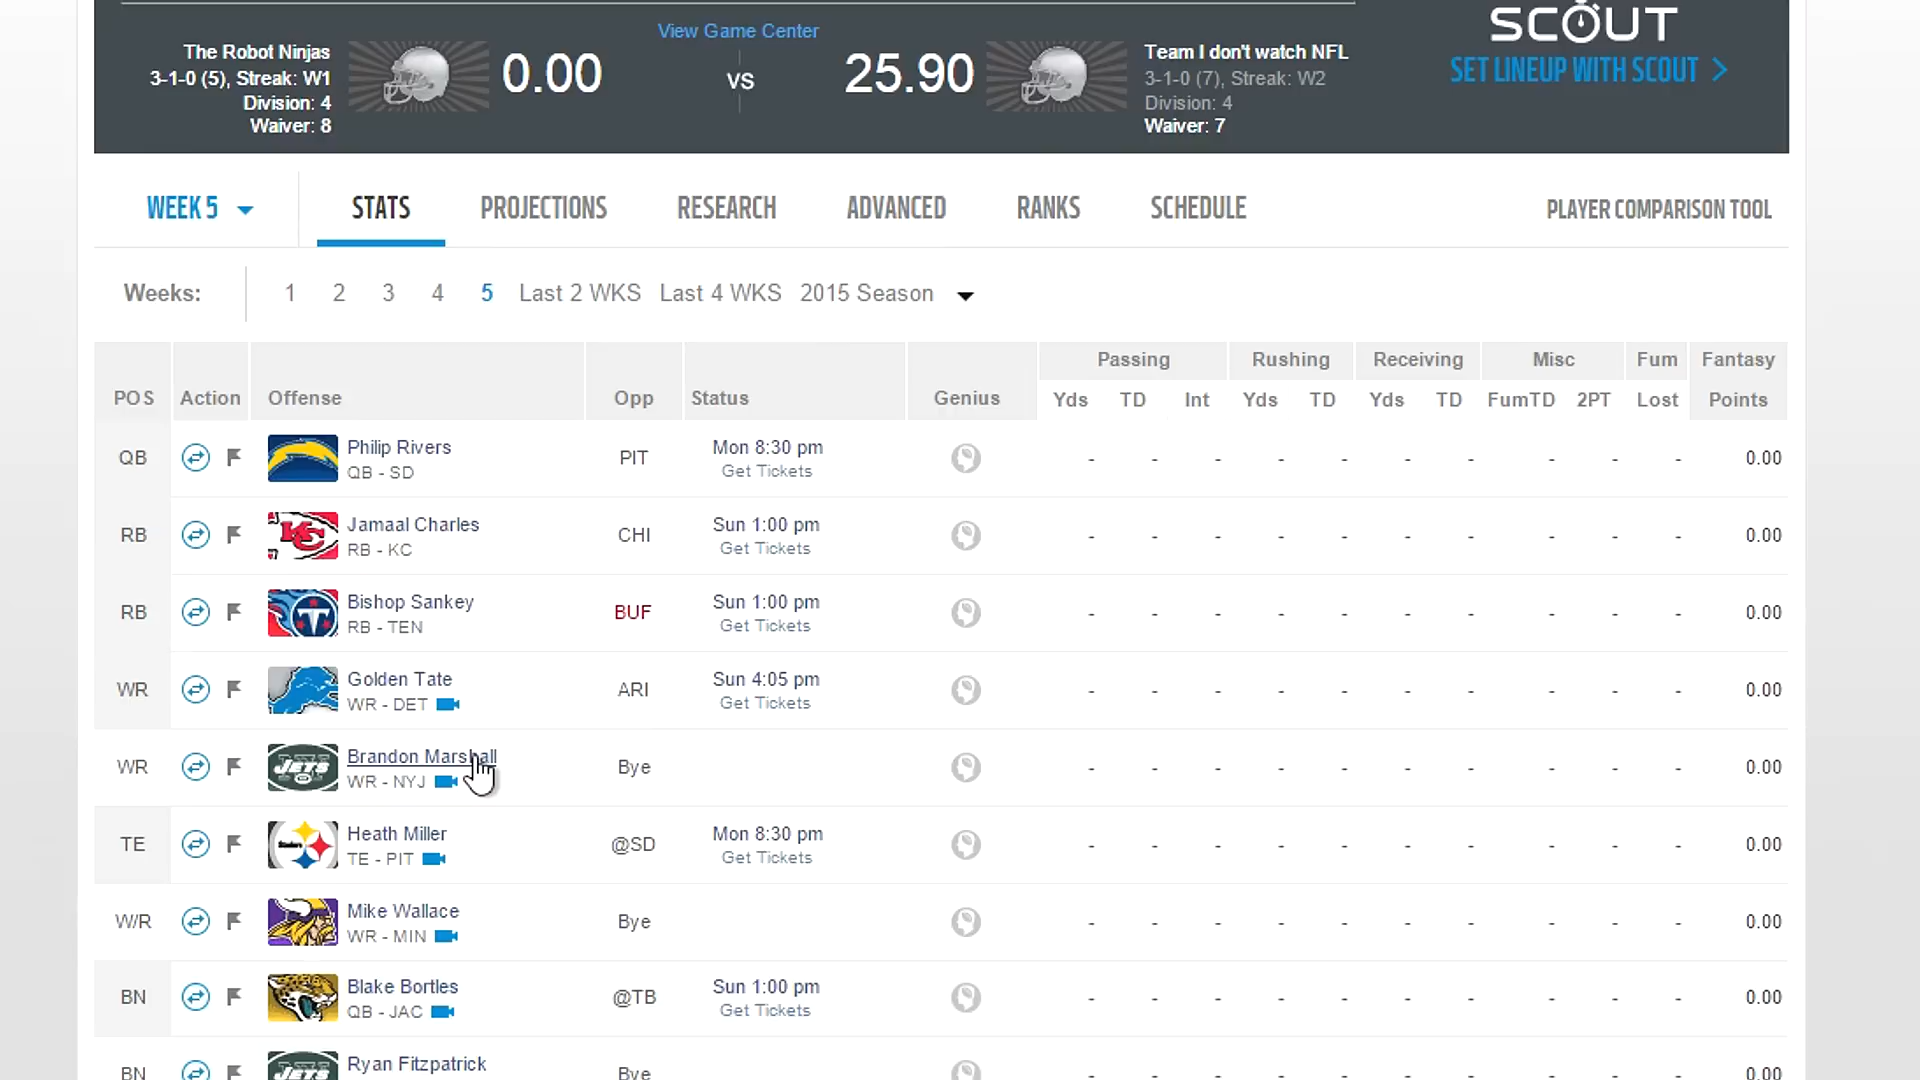 View Game Center
The Robot Ninjas
3-1-0 (5), Streak: W1
Division: 4
Waiver: 8
0.00
VS
25.90
Team I don't watch NFL
3-1-0 (7), Streak: W2
Division: 4
Waiver: 7
SCOUT
SET LINEUP WITH SCOUT
WEEK 5 STATS PROJECTIONS RESEARCH ADVANCED RANKS SCHEDULE PLAYER COMPARISON TOOL
Weeks: 1 2 3 4 5 Last 2 WKS Last 4 WKS 2015 Season
Passing Rushing Receiving Misc Fum Fantasy
POS Action Offense Opp Status Genius Yds TD Int Yds TD Yds TD FumTD 2PT Lost Points
QB Philip Rivers PIT Mon 8:30 pm - - - - - - - - - - 0.00
QB - SD Get Tickets
RB Jamaal Charles CHI Sun 1:00 pm - - - - - - - - - - 0.00
RB - KC Get Tickets
RB Bishop Sankey BUF Sun 1:00 pm - - - - - - - - - - 0.00
RB - TEN Get Tickets
WR Golden Tate ARI Sun 4:05 pm - - - - - - - - - - 0.00
WR - DET Get Tickets
WR Brandon Marshall Bye - - - - - - - - - - 0.00
WR - NYJ
JETS
TE Heath Miller @SD Mon 8:30 pm - - - - - - - - - - 0.00
TE - PIT Get Tickets
W/R Mike Wallace Bye - - - - - - - - - - 0.00
WR - MIN
BN Blake Bortles @TB Sun 1:00 pm - - - - - - - - - - 0.00
QB - JAC Get Tickets
BN Ryan Fitzpatrick Bye - - - - - - - - - - 0.00
JETS